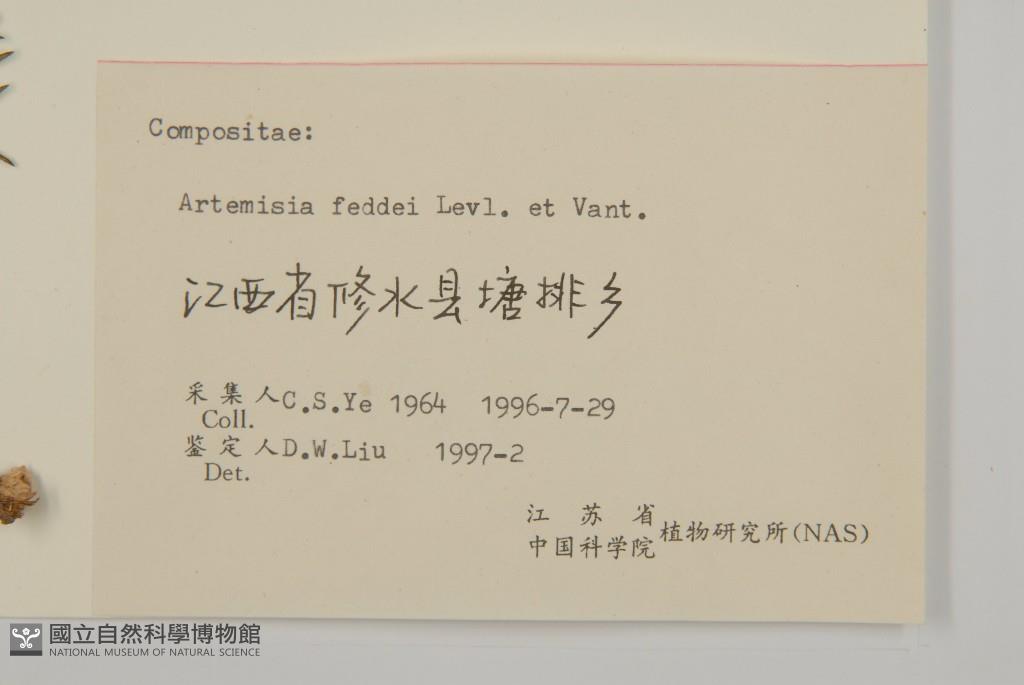 Compositae:
Artemisia feddei Levl. et Vant.
江西省修水县塘排乡
采集人C.S.Ye 1964 1996-7-29
Coll.
鉴定人D.W.Liu 1997-2
Det.
江苏省
中国科学院植物研究所(NAS)
國立自然科學博物館
NATIONAL MUSEUM OF NATURAL SCIENCE